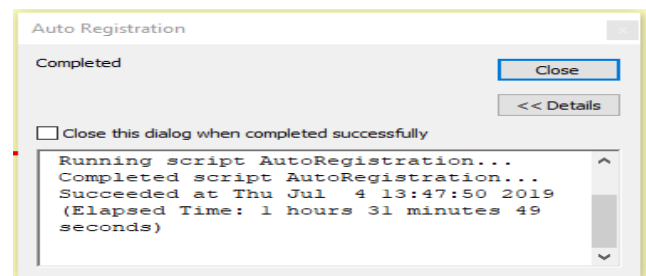 Auto Registration
Completed
Close
<< Details
Close this dialog when completed successfully
Running script AutoRegistration...
Completed script AutoRegistration...
Succeeded at Thu Jul  4 13:47:50 2019
(Elapsed Time: 1 hours 31 minutes 49
seconds)